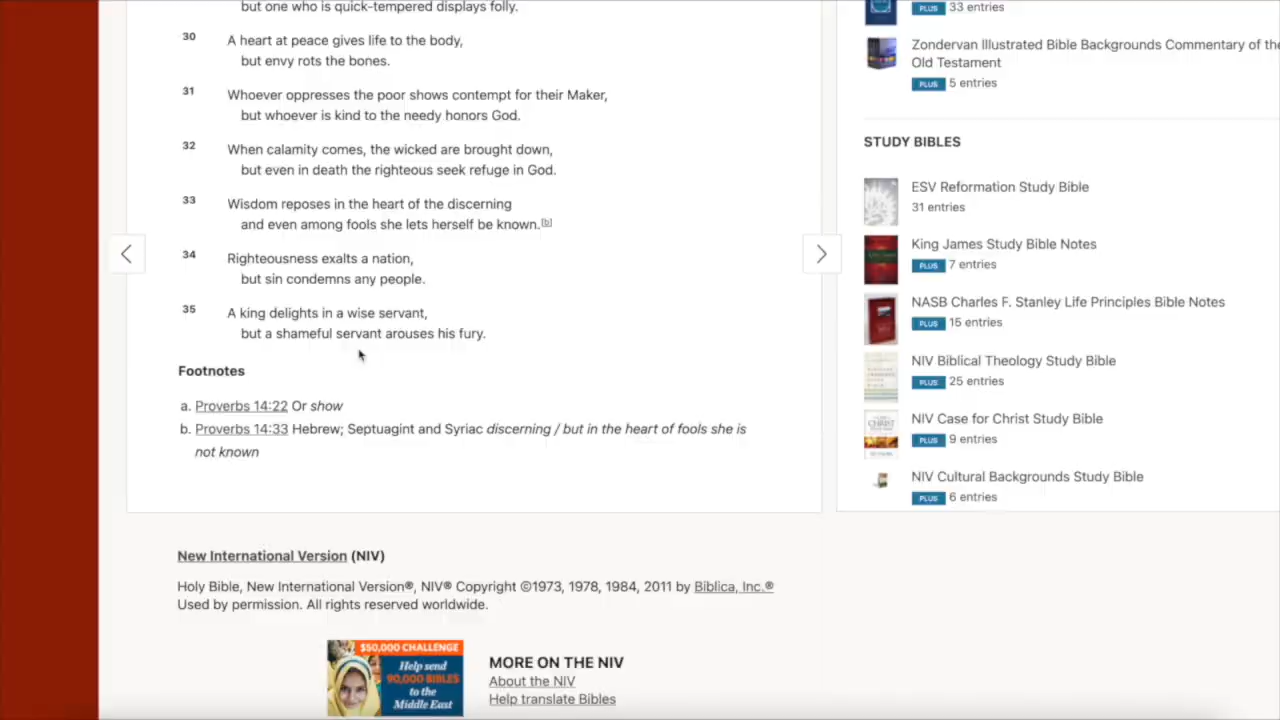 but one who is quick-tempered displays folly.
30 A heart at peace gives life to the body,
but envy rots the bones.
31 Whoever oppresses the poor shows contempt for their Maker,
but whoever is kind to the needy honors God.
32 When calamity comes, the wicked are brought down,
but even in death the righteous seek refuge in God.
33 Wisdom reposes in the heart of the discerning
and even among fools she lets herself be known.[b]
34 Righteousness exalts a nation,
but sin condemns any people.
35 A king delights in a wise servant,
but a shameful servant arouses his fury.
Footnotes
a. Proverbs 14:22 Or show
b. Proverbs 14:33 Hebrew; Septuagint and Syriac discerning / but in the heart of fools she is
not known
PLUS 33 entries
Zondervan Illustrated Bible Backgrounds Commentary of the
Old Testament
PLUS 5 entries
STUDY BIBLES
ESV Reformation Study Bible
31 entries
King James Study Bible Notes
PLUS 7 entries
NASB Charles F. Stanley Life Principles Bible Notes
PLUS 15 entries
NIV Biblical Theology Study Bible
PLUS 25 entries
NIV Case for Christ Study Bible
PLUS 9 entries
NIV Cultural Backgrounds Study Bible
PLUS 6 entries
New International Version (NIV)
Holy Bible, New International Version®, NIV® Copyright ©1973, 1978, 1984, 2011 by Biblica, Inc.®
Used by permission. All rights reserved worldwide.
$50,000 CHALLENGE
Help send
90,000 BIBLES
to the
Middle East
MORE ON THE NIV
About the NIV
Help translate Bibles